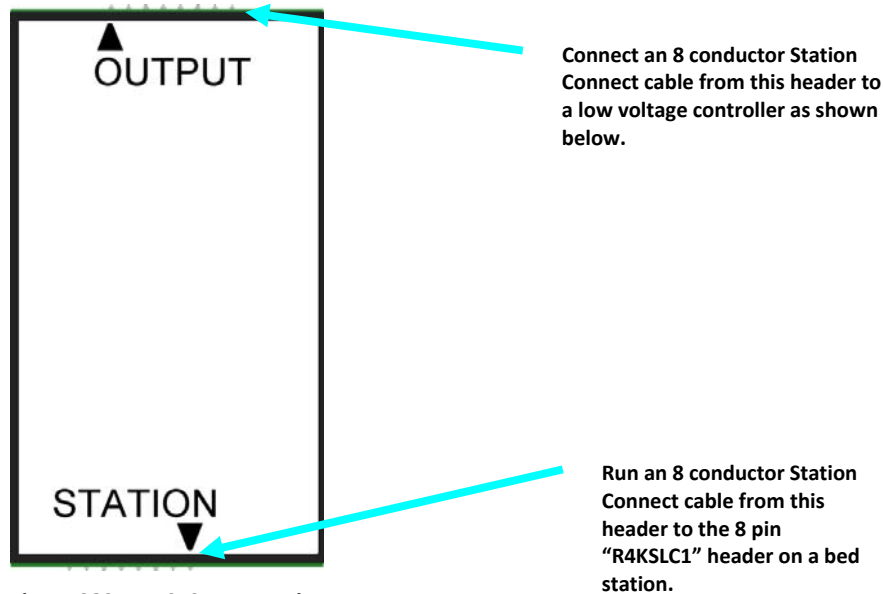 OUTPUT
Connect an 8 conductor Station
Connect cable from this header to
a low voltage controller as shown
below.
STATION
Run an 8 conductor Station
Connect cable from this
header to the 8 pin
“R4KSLC1” header on a bed
station.